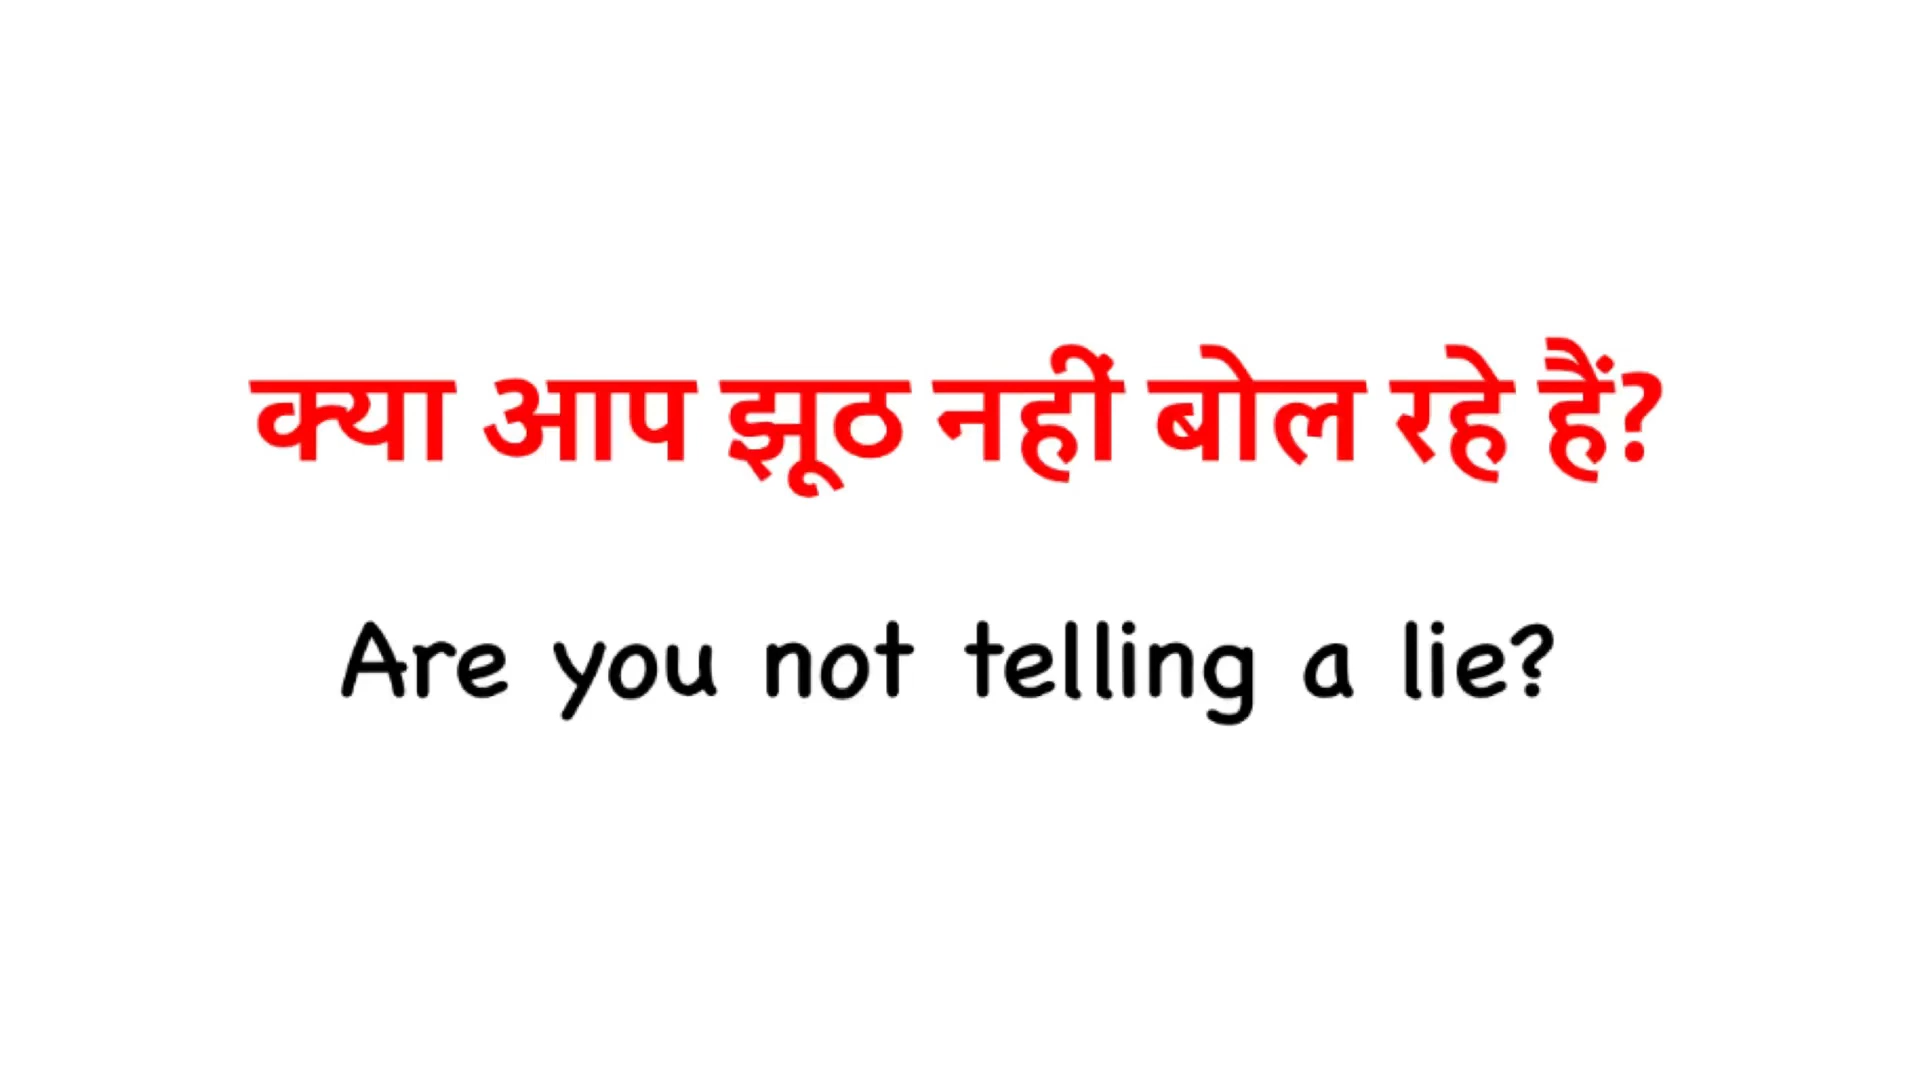 क्या आप झूठ नहीं बोल रहे हैं?
Are you not telling a lie?